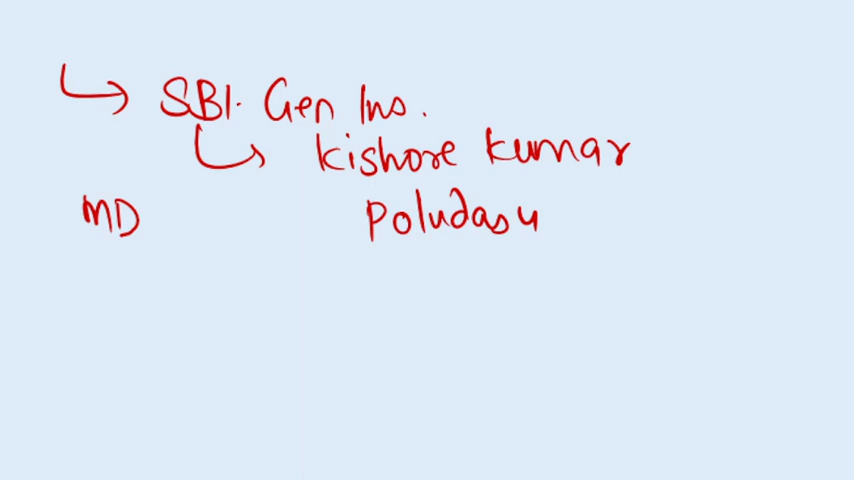 ↳ SBI. Gen Ins.
↳ Kishore Kumar
MD Poludasu